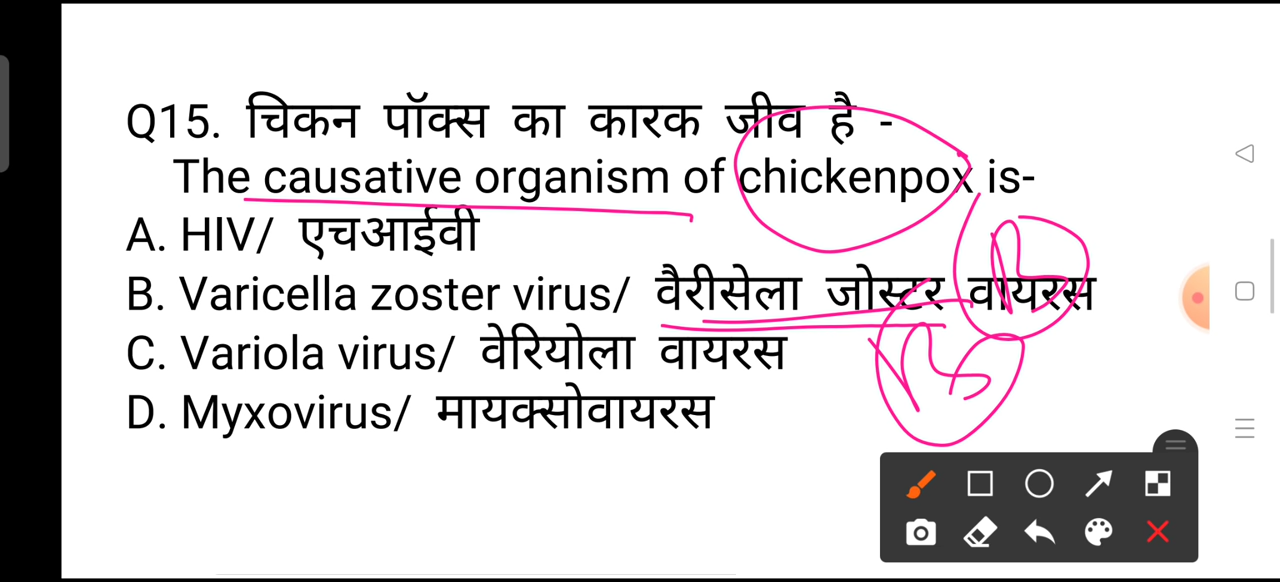 Q15. चिकन पॉक्स का कारक जीव है -
The causative organism of chickenpox is-
A. HIV/ एचआईवी
B. Varicella zoster virus/ वैरीसेला जोस्टर वायरस
C. Variola virus/ वेरियोला वायरस
D. Myxovirus/ मायक्सोवायरस